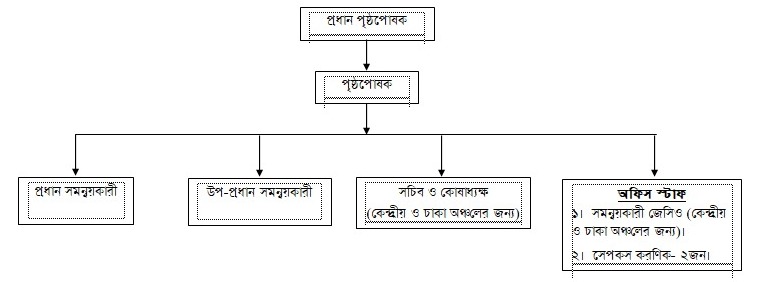 প্রধান পৃষ্ঠপোষক
পৃষ্ঠপোষক
প্রধান সমন্বয়কারী
উপ-প্রধান সমন্বয়কারী
সচিব ও কোষাধ্যক্ষ
(কেন্দ্রীয় ও ঢাকা অঞ্চলের জন্য)
অফিস স্টাফ
১। সমন্বয়কারী জেসিও (কেন্দ্রীয়
ও ঢাকা অঞ্চলের জন্য)।
২। সেপকস করণিক- ২জন।